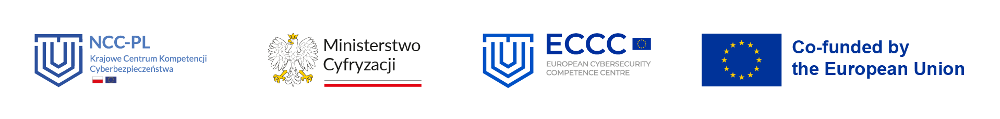 NCC-PL
Krajowe Centrum Kompetencji
Cyberbezpieczeństwa
Ministerstwo
Cyfryzacji
ECCC
EUROPEAN CYBERSECURITY
COMPETENCE CENTRE
Co-funded by
the European Union